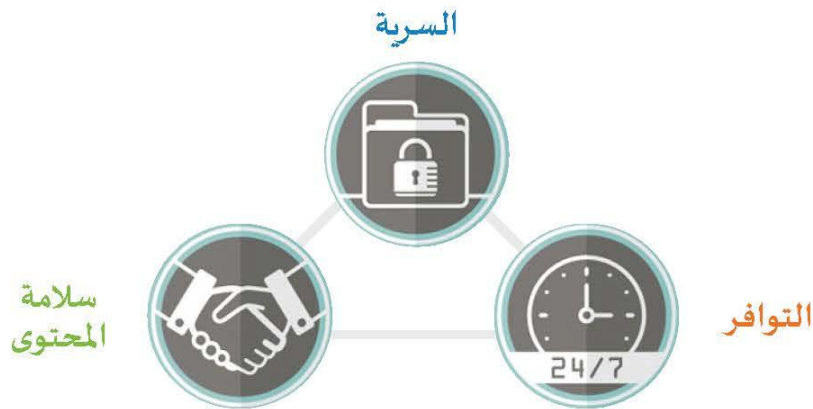 السرية
سلامة
المحتوى
التوافر
24/7